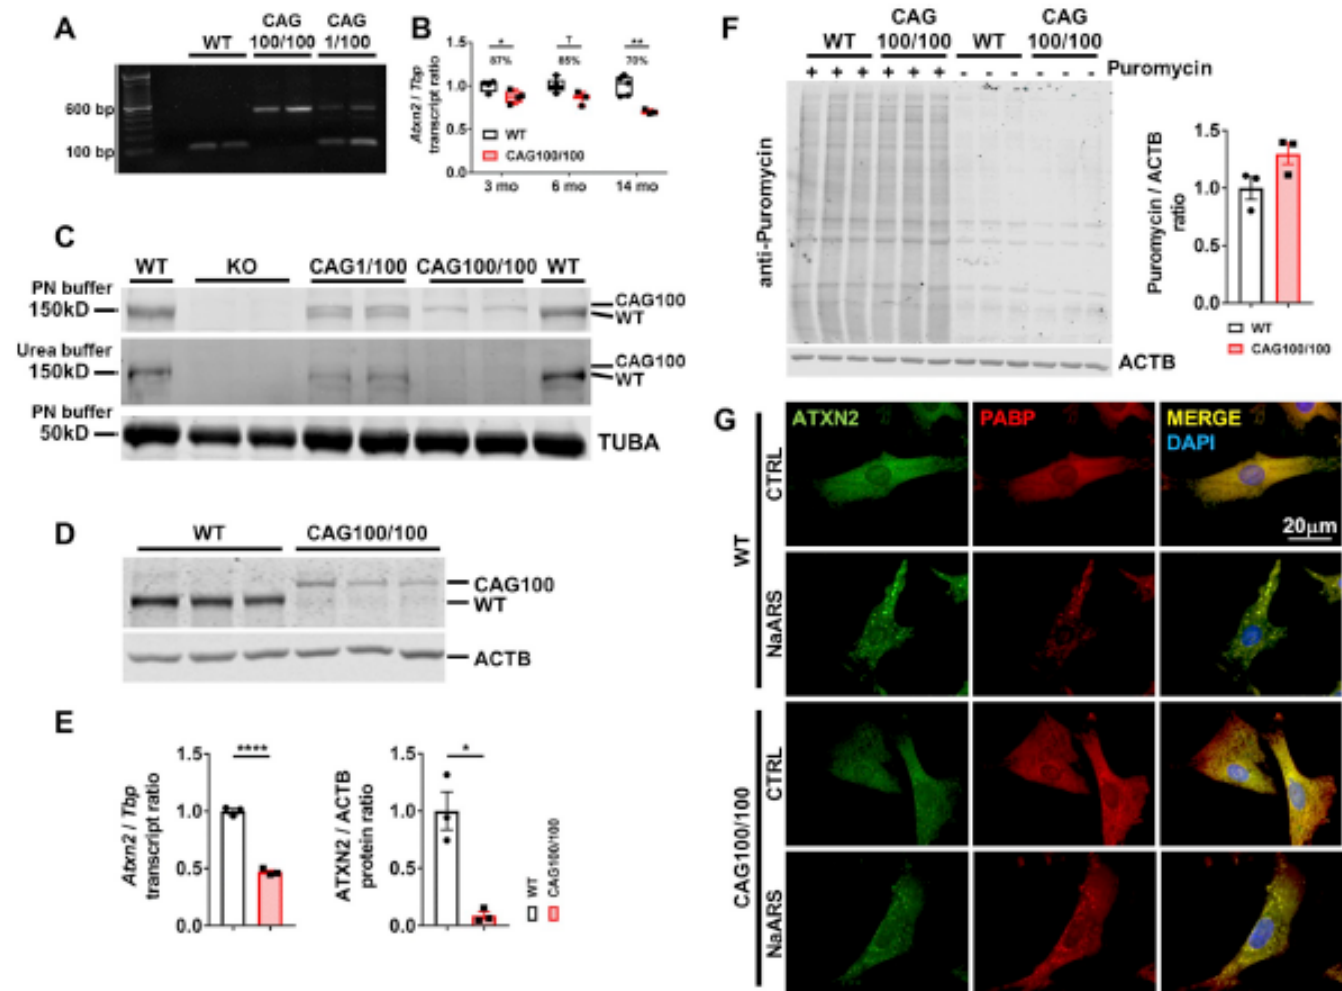 A
WT
CAG
100/100
CAG
1/100
600 bp
100 bp
B
Atxn2 / Tbp
transcript ratio
1.5
1.0
0.5
0.0
*
87%
T
85%
**
70%
WT
CAG100/100
3 mo
6 mo
14 mo
C
WT
KO
CAG1/100
CAG100/100
WT
PN buffer
150kD
CAG100
WT
Urea buffer
150kD
CAG100
WT
PN buffer
50kD
TUBA
D
WT
CAG100/100
CAG100
WT
ACTB
E
Atxn2 / Tbp
transcript ratio
1.5
1.0
0.5
0.0
****
ATXN2 / ACTB
protein ratio
1.5
1.0
0.5
0.0
*
WT
CAG100/100
F
WT
CAG
100/100
WT
CAG
100/100
+ + + + + + - - - - - - Puromycin
anti-Puromycin
ACTB
Puromycin / ACTB
ratio
1.5
1.0
0.5
0.0
WT
CAG100/100
G
ATXN2
PABP
MERGE
DAPI
20µm
WT
CTRL
NaARS
CAG100/100
CTRL
NaARS